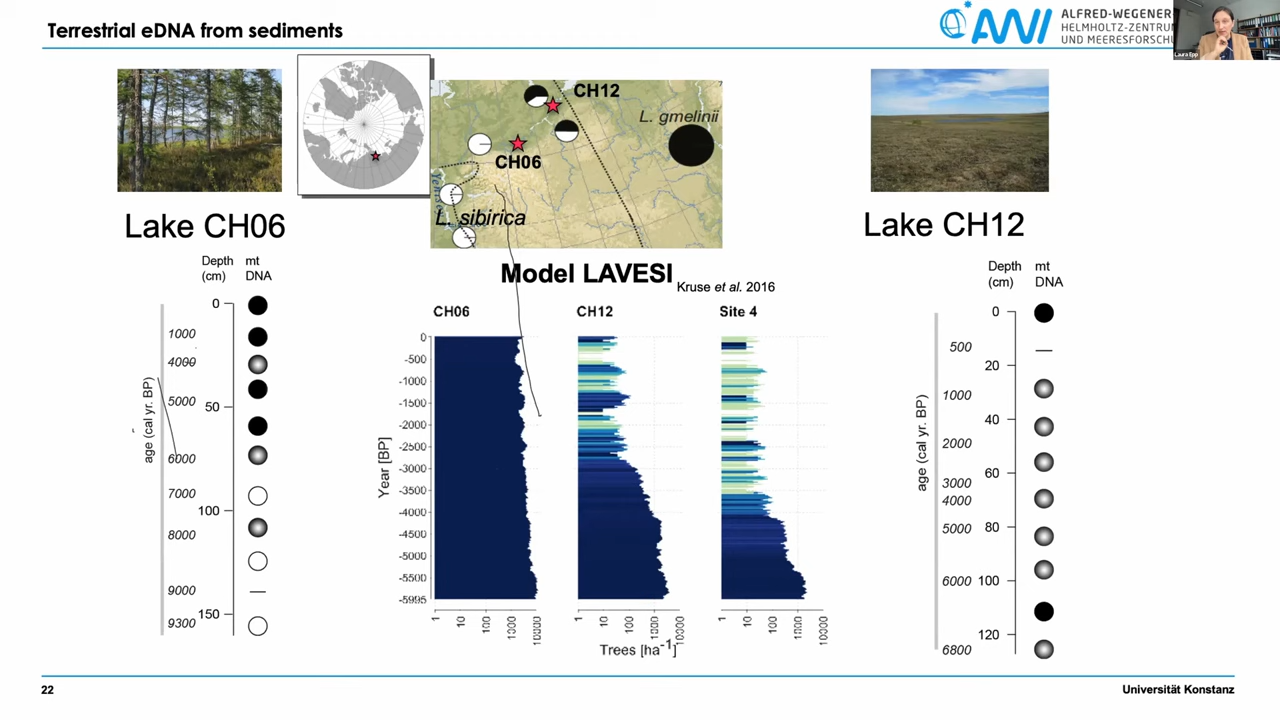 Terrestrial eDNA from sediments
ALFRED-WEGENER
HELMHOLTZ-ZENTRU
UND MEERESFORSCHU
AWI
Laura Epp
CH12
L. gmelinii
CH06
L. sibirica
Lake CH06
Lake CH12
Depth (cm)
mt DNA
age (cal yr. BP)
0
1000
4000
5000
50
6000
7000
100
8000
9000
150
9300
Model LAVESI
Kruse et al. 2016
CH06
CH12
Site 4
Year [BP]
0
-500
-1000
-1500
-2000
-2500
-3000
-3500
-4000
-4500
-5000
-5500
-5995
1 10 100 1000 10000
1 10 100 1000 10000
1 10 100 1000 10000
Trees [ha-1]
Depth (cm)
mt DNA
age (cal yr. BP)
0
500
20
1000
40
2000
60
3000
4000
80
5000
6000
100
120
6800
22
Universität Konstanz